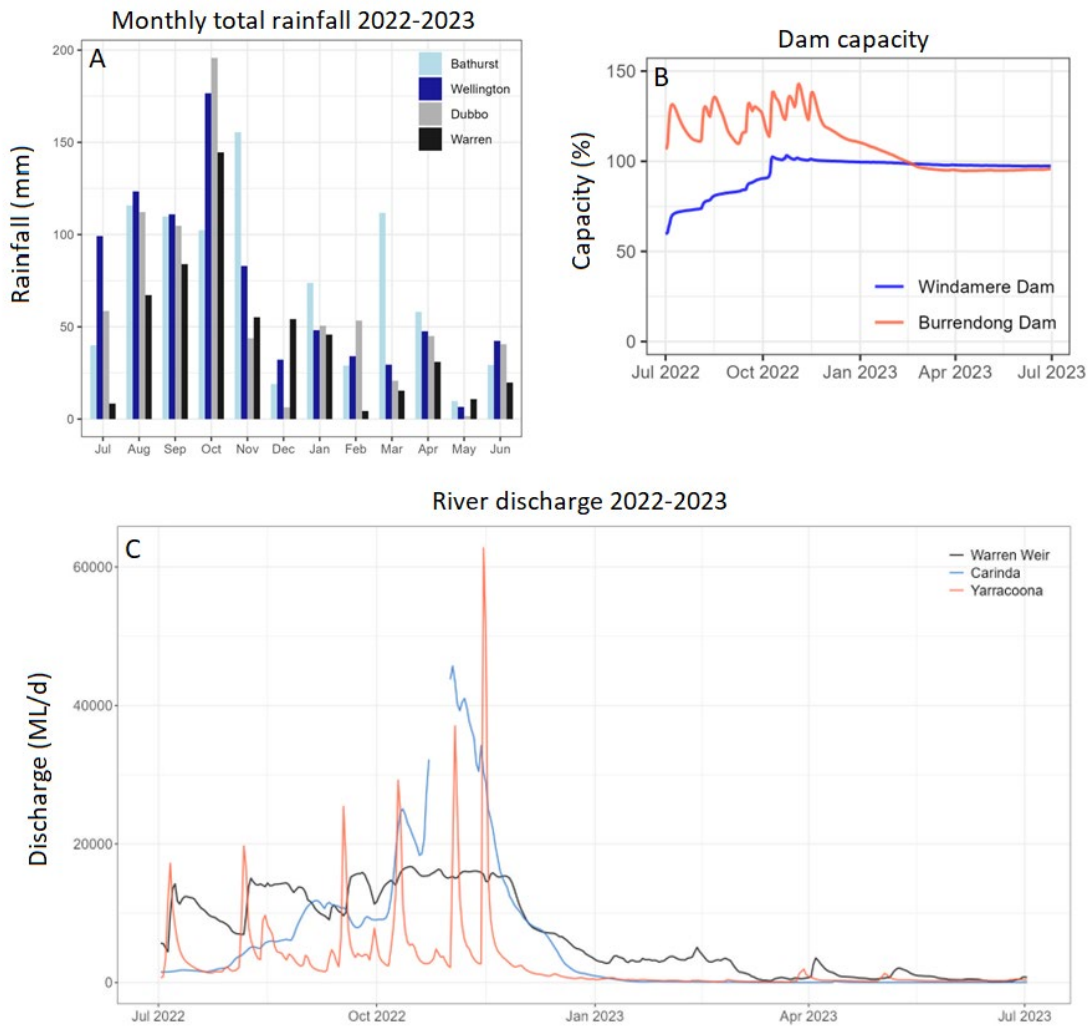 Monthly total rainfall 2022-2023
A
Rainfall (mm)
200
150
100
50
0
Bathurst
Wellington
Dubbo
Warren
Jul Aug Sep Oct Nov Dec Jan Feb Mar Apr May Jun
Dam capacity
B
Capacity (%)
150
100
50
0
Windamere Dam
Burrendong Dam
Jul 2022 Oct 2022 Jan 2023 Apr 2023 Jul 2023
River discharge 2022-2023
C
Discharge (ML/d)
60000
40000
20000
0
Warren Weir
Carinda
Yarracoona
Jul 2022 Oct 2022 Jan 2023 Apr 2023 Jul 2023